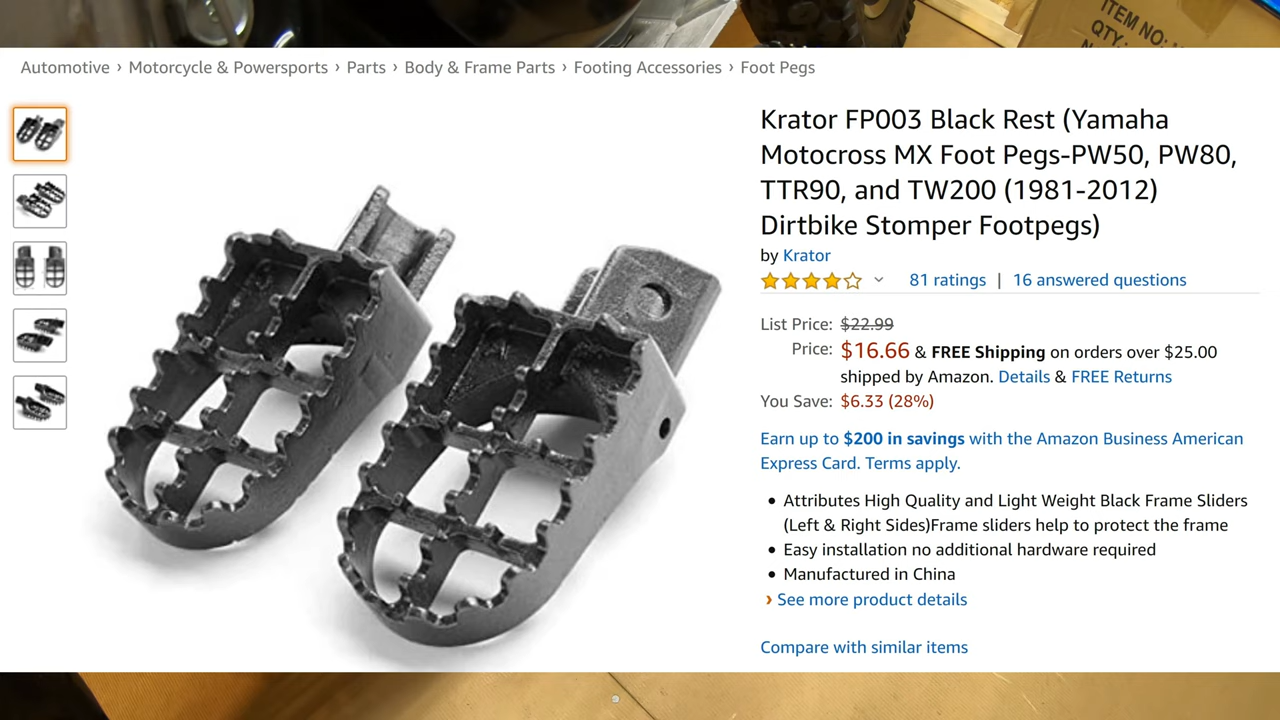 ITEM NO:
QTY:
Automotive › Motorcycle & Powersports › Parts › Body & Frame Parts › Footing Accessories › Foot Pegs
Krator FP003 Black Rest (Yamaha
Motocross MX Foot Pegs-PW50, PW80,
TTR90, and TW200 (1981-2012)
Dirtbike Stomper Footpegs)
by Krator
81 ratings | 16 answered questions
List Price: $22.99
Price: $16.66 & FREE Shipping on orders over $25.00
shipped by Amazon. Details & FREE Returns
You Save: $6.33 (28%)
Earn up to $200 in savings with the Amazon Business American
Express Card. Terms apply.
• Attributes High Quality and Light Weight Black Frame Sliders
(Left & Right Sides)Frame sliders help to protect the frame
• Easy installation no additional hardware required
• Manufactured in China
› See more product details
Compare with similar items